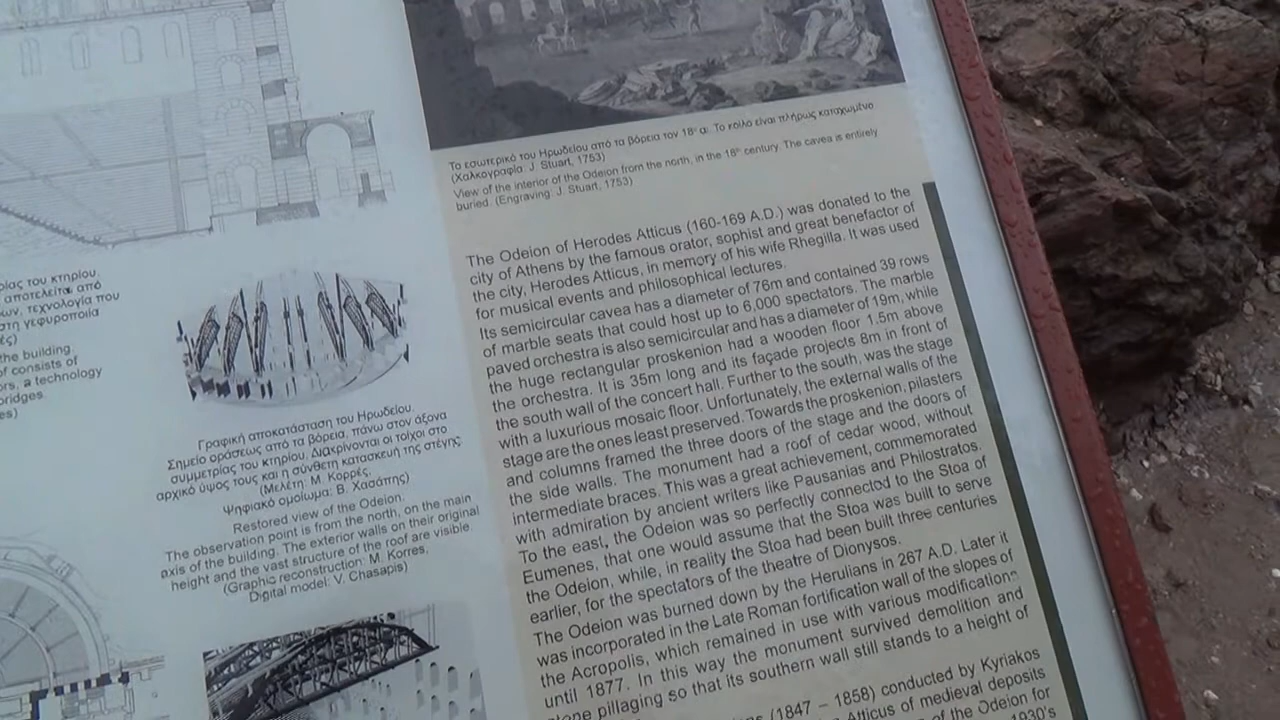 Το εσωτερικό του Ηρωδείου από τα βόρεια τον 18ο αι. Το κοίλο είναι πλήρως καταχωμένο
(Χαλκογραφία: J. Stuart, 1753)
View of the interior of the Odeion from the north, in the 18th century. The cavea is entirely
buried. (Engraving: J. Stuart, 1753)
The Odeion of Herodes Atticus (160-169 A.D.) was donated to the
city of Athens by the famous orator, sophist and great benefactor of
the city, Herodes Atticus, in memory of his wife Rhegilla. It was used
for musical events and philosophical lectures.
Its semicircular cavea has a diameter of 76m and contained 39 rows
of marble seats that could host up to 6,000 spectators. The marble
paved orchestra is also semicircular and has a diameter of 19m, while
the huge rectangular proskenion had a wooden floor 1.5m above
the orchestra. It is 35m long and its façade projects 8m in front of
the south wall of the concert hall. Further to the south, was the stage
with a luxurious mosaic floor. Unfortunately, the external walls of the
stage are the ones least preserved. Towards the proskenion, pilasters
and columns framed the three doors of the stage and the doors of
the side walls. The monument had a roof of cedar wood, without
intermediate braces. This was a great achievement, commemorated
with admiration by ancient writers like Pausanias and Philostratos.
To the east, the Odeion was so perfectly connected to the Stoa of
Eumenes, that one would assume that the Stoa was built to serve
the Odeion, while, in reality the Stoa had been built three centuries
earlier, for the spectators of the theatre of Dionysos.
The Odeion was burned down by the Herulians in 267 A.D. Later it
was incorporated in the Late Roman fortification wall of the slopes of
the Acropolis, which remained in use with various modifications
until 1877. In this way the monument survived demolition and
stone pillaging so that its southern wall still stands to a height of
(1847 – 1858) conducted by Kyriakos
Atticus of medieval deposits
of the Odeion for
1930's
ρίας του κτηρίου.
αποτελείται από
ων, τεχνολογία που
στη γεφυροποιία
ές)
the building.
of consists of
ors, a technology
bridges.
es)
Γραφική αποκατάσταση του Ηρωδείου.
Σημείο οράσεως από τα βόρεια, πάνω στον άξονα
συμμετρίας του κτηρίου. Διακρίνονται οι τοίχοι στο
αρχικό ύψος τους και η σύνθετη κατασκευή της στέγης
(Μελέτη: Μ. Κορρές,
Ψηφιακό ομοίωμα: Β. Χασάπης)
Restored view of the Odeion.
The observation point is from the north, on the main
axis of the building. The exterior walls on their original
height and the vast structure of the roof are visible.
(Graphic reconstruction: M. Korres,
Digital model: V. Chasapis)